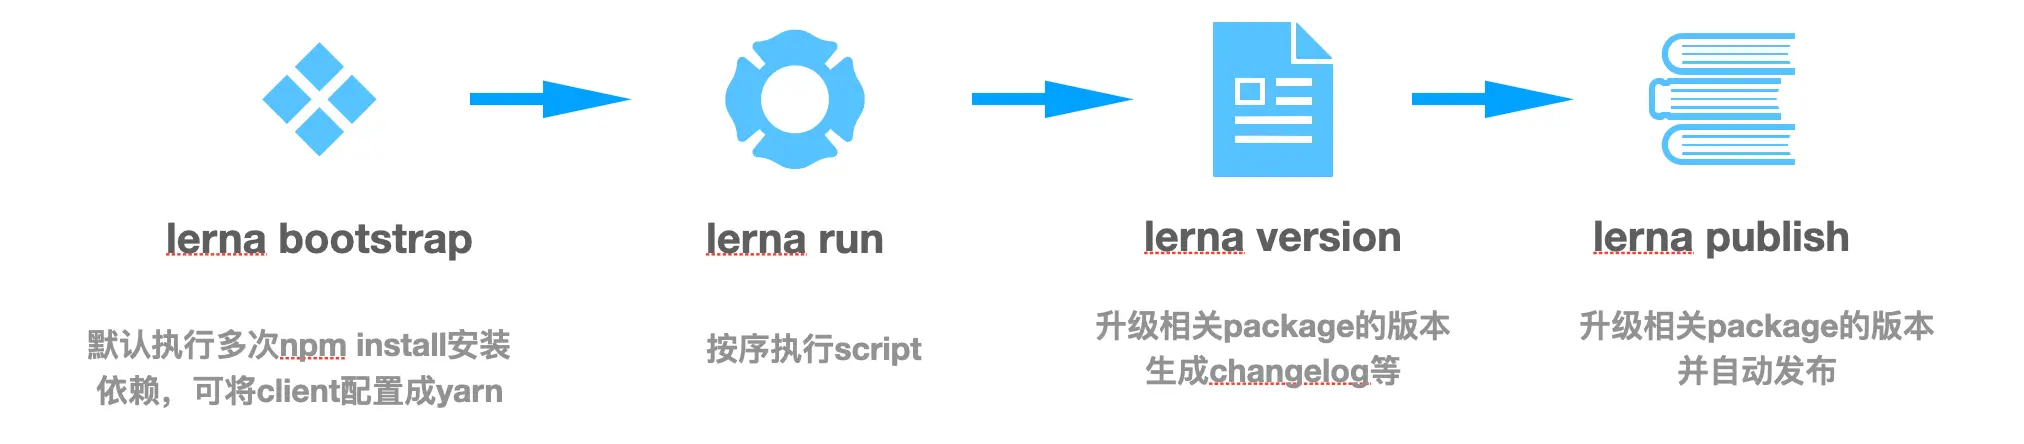 lerna bootstrap
默认执行多次npm install安装
依赖，可将client配置成yarn
lerna run
按序执行script
lerna version
升级相关package的版本
生成changelog等
lerna publish
升级相关package的版本
并自动发布